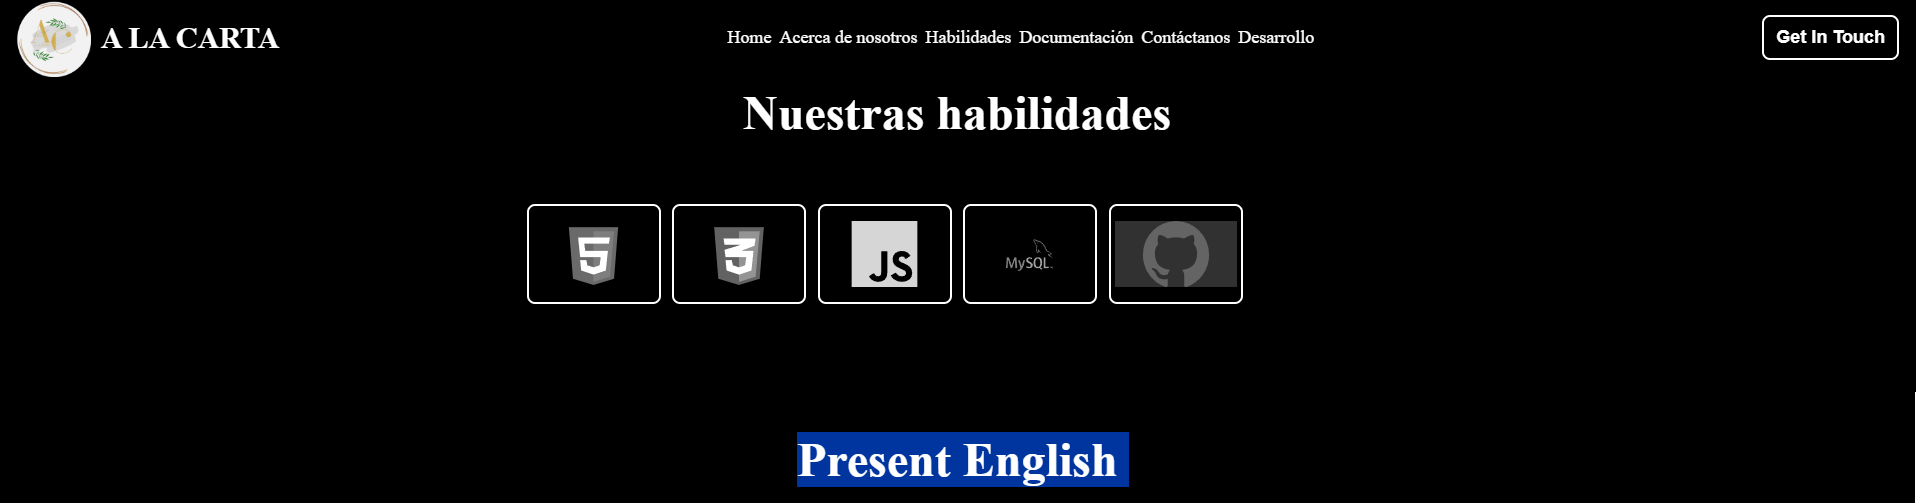 A LA CARTA
Home Acerca de nosotros Habilidades Documentación Contáctanos Desarrollo
Get In Touch
Nuestras habilidades
5
3
JS
MySQL
Present English